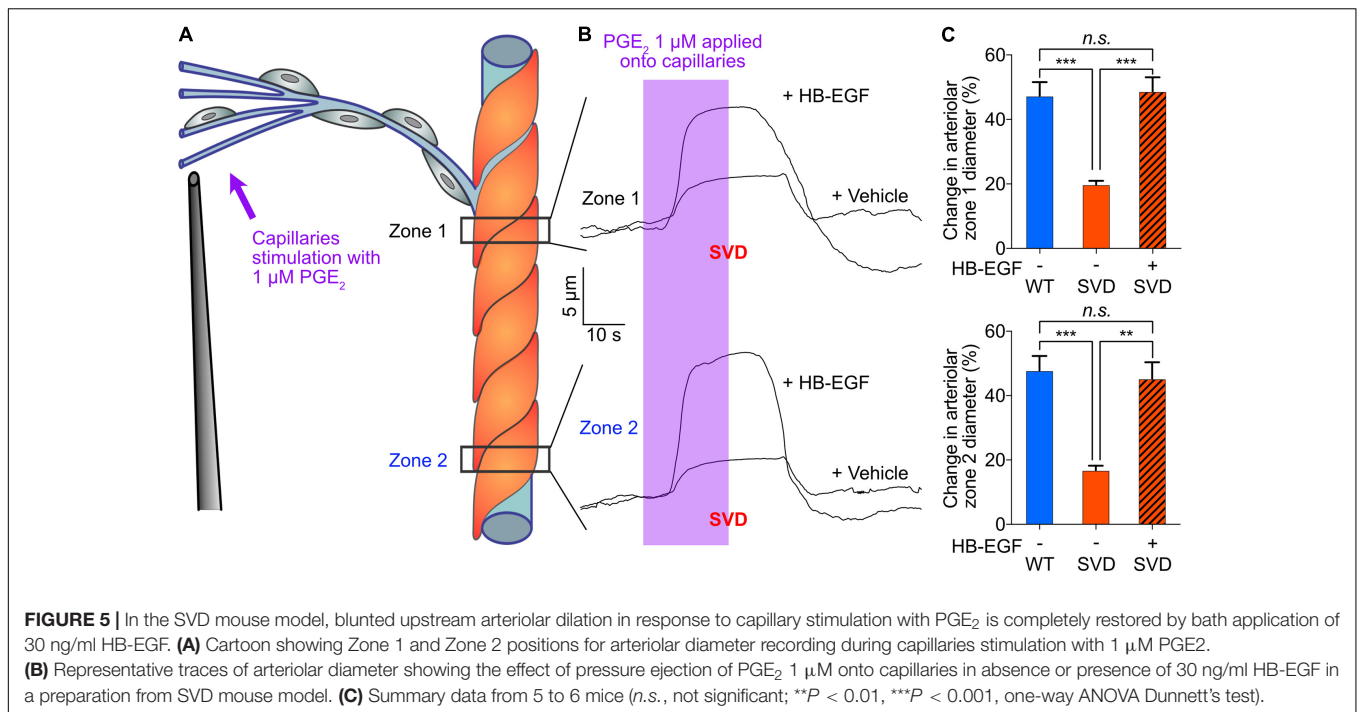 A
Capillaries
stimulation with
1 µM PGE₂
Zone 1
Zone 2
B
PGE₂ 1 µM applied
onto capillaries
+ HB-EGF
Zone 1
+ Vehicle
SVD
5 µm
10 s
+ HB-EGF
Zone 2
+ Vehicle
SVD
C
n.s.
*** ***
60
40
20
0
Change in arteriolar
zone 1 diameter (%)
HB-EGF - - +
WT SVD SVD
n.s.
*** **
60
40
20
0
Change in arteriolar
zone 2 diameter (%)
HB-EGF - - +
WT SVD SVD
FIGURE 5 | In the SVD mouse model, blunted upstream arteriolar dilation in response to capillary stimulation with PGE₂ is completely restored by bath application of
30 ng/ml HB-EGF. (A) Cartoon showing Zone 1 and Zone 2 positions for arteriolar diameter recording during capillaries stimulation with 1 µM PGE2.
(B) Representative traces of arteriolar diameter showing the effect of pressure ejection of PGE₂ 1 µM onto capillaries in absence or presence of 30 ng/ml HB-EGF in
a preparation from SVD mouse model. (C) Summary data from 5 to 6 mice (n.s., not significant; **P < 0.01, ***P < 0.001, one-way ANOVA Dunnett's test).